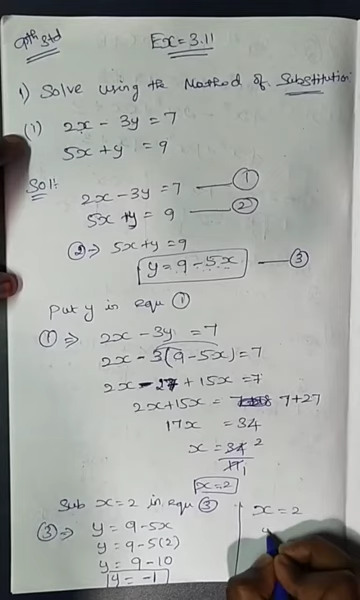 9th Std
Ex = 3.11
1) Solve using the Method of Substitution
(1) 2x - 3y = 7
5x + y = 9
Sol:
2x - 3y = 7 —— ①
5x + y = 9 —— ②
② ⇒ 5x + y = 9
y = 9 - 5x —— ③
Put y in equ ①
① ⇒ 2x - 3y = 7
2x - 3(9 - 5x) = 7
2x - 27 + 15x = 7
2x + 15x = 7 + 27
17x = 34
x = 34 2
17 1
x = 2
Sub x = 2 in equ ③
③ ⇒ y = 9 - 5x
y = 9 - 5(2)
y = 9 - 10
y = -1
x = 2
y